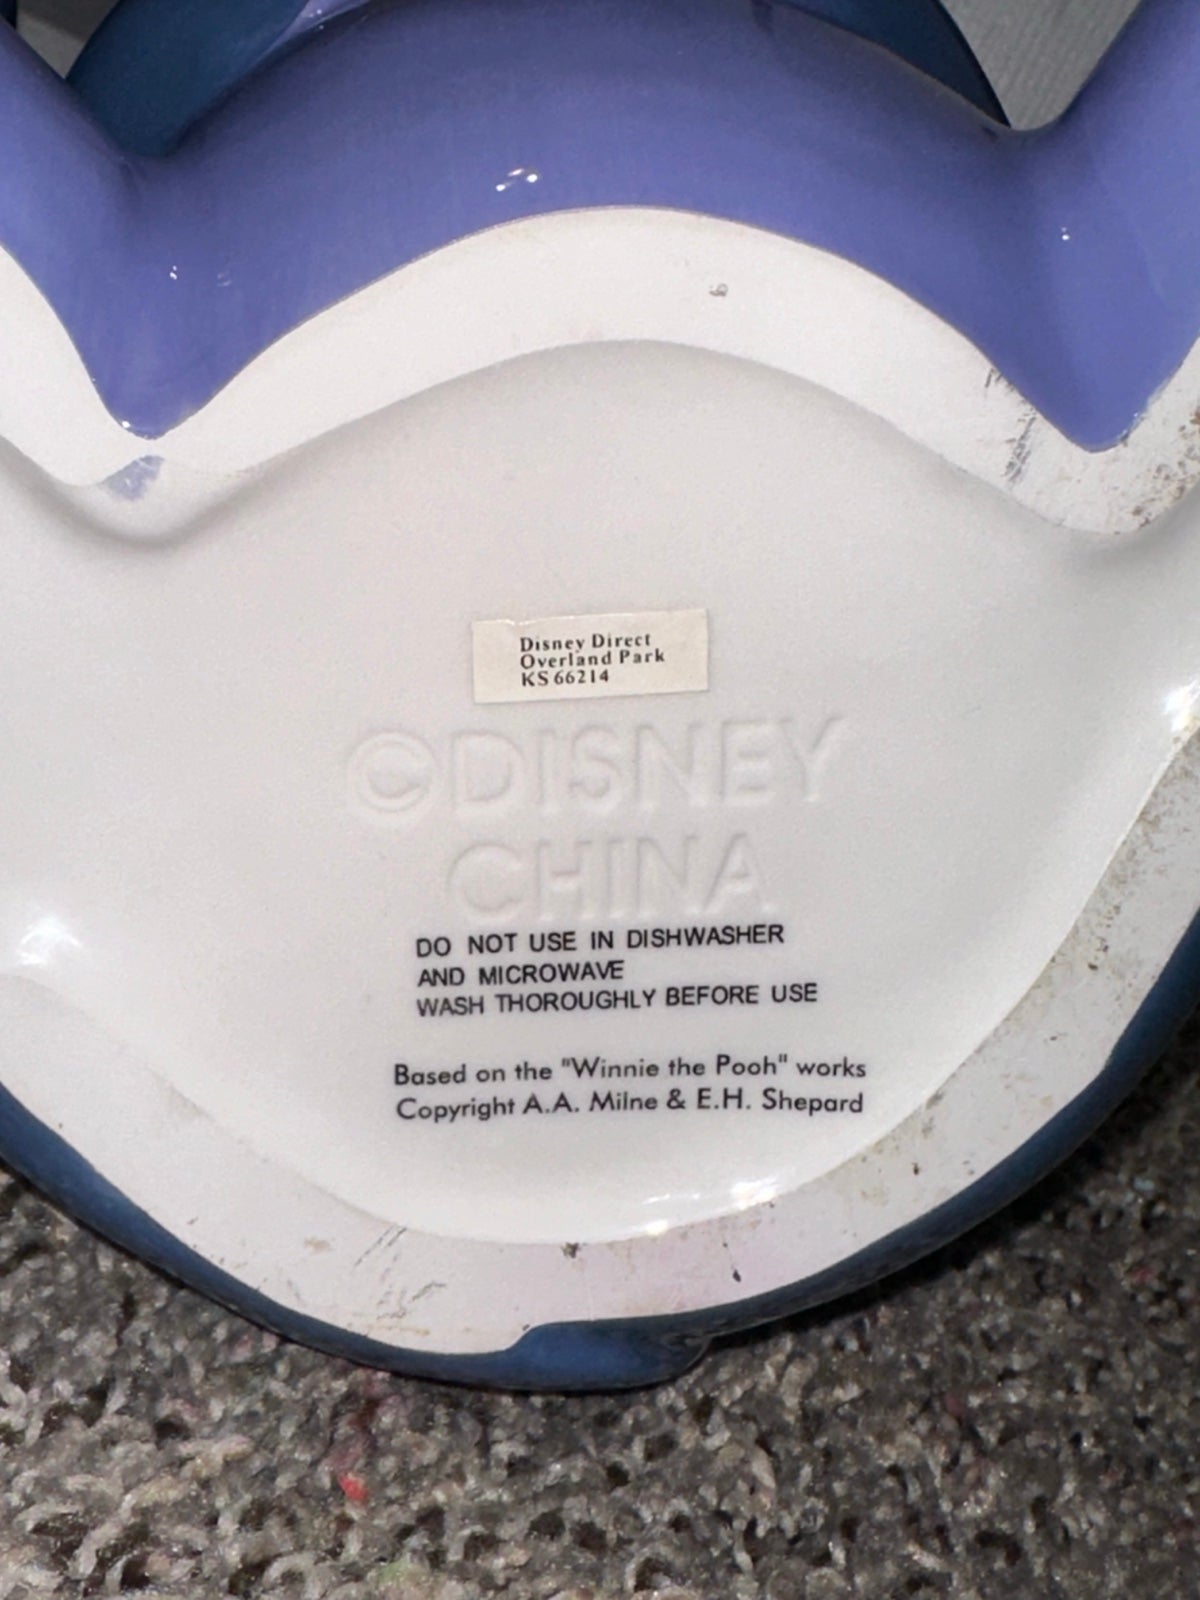 Disney Direct
Overland Park
KS 66214
©DISNEY
CHINA
DO NOT USE IN DISHWASHER
AND MICROWAVE
WASH THOROUGHLY BEFORE USE
Based on the "Winnie the Pooh" works
Copyright A.A. Milne & E.H. Shepard